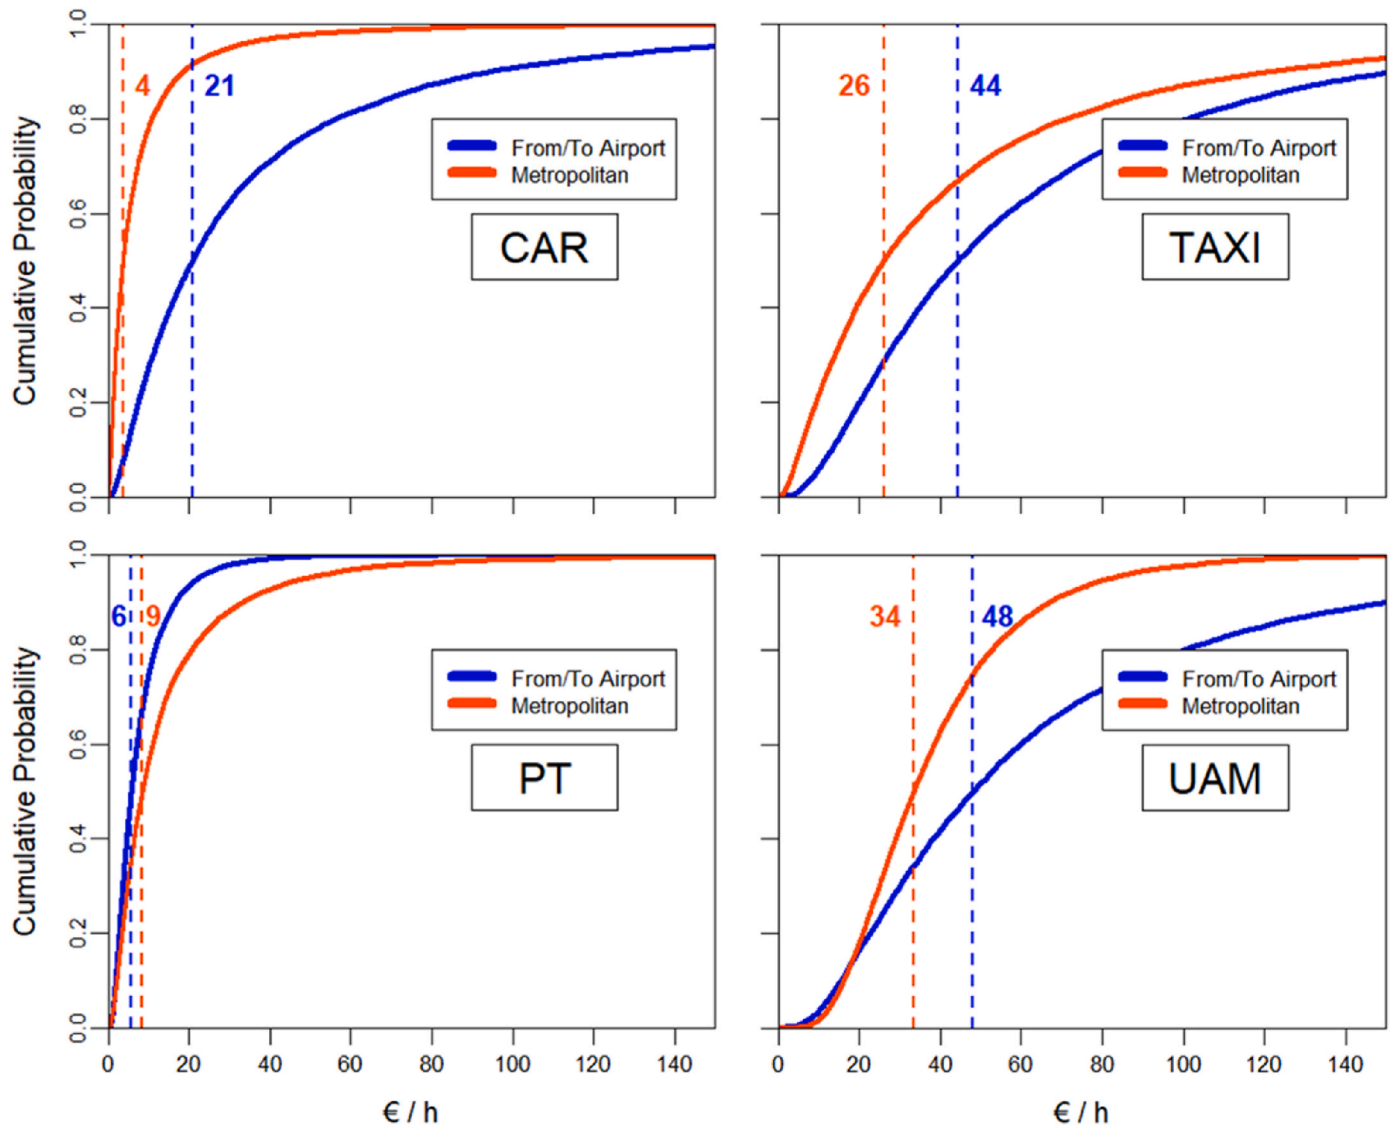 Cumulative Probability
1.0
0.8
0.6
0.4
0.2
0.0
4
21
From/To Airport
Metropolitan
CAR
26
44
From/To Airport
Metropolitan
TAXI
Cumulative Probability
1.0
0.8
0.6
0.4
0.2
0.0
6
9
From/To Airport
Metropolitan
PT
0 20 40 60 80 100 120 140
€ / h
34
48
From/To Airport
Metropolitan
UAM
0 20 40 60 80 100 120 140
€ / h